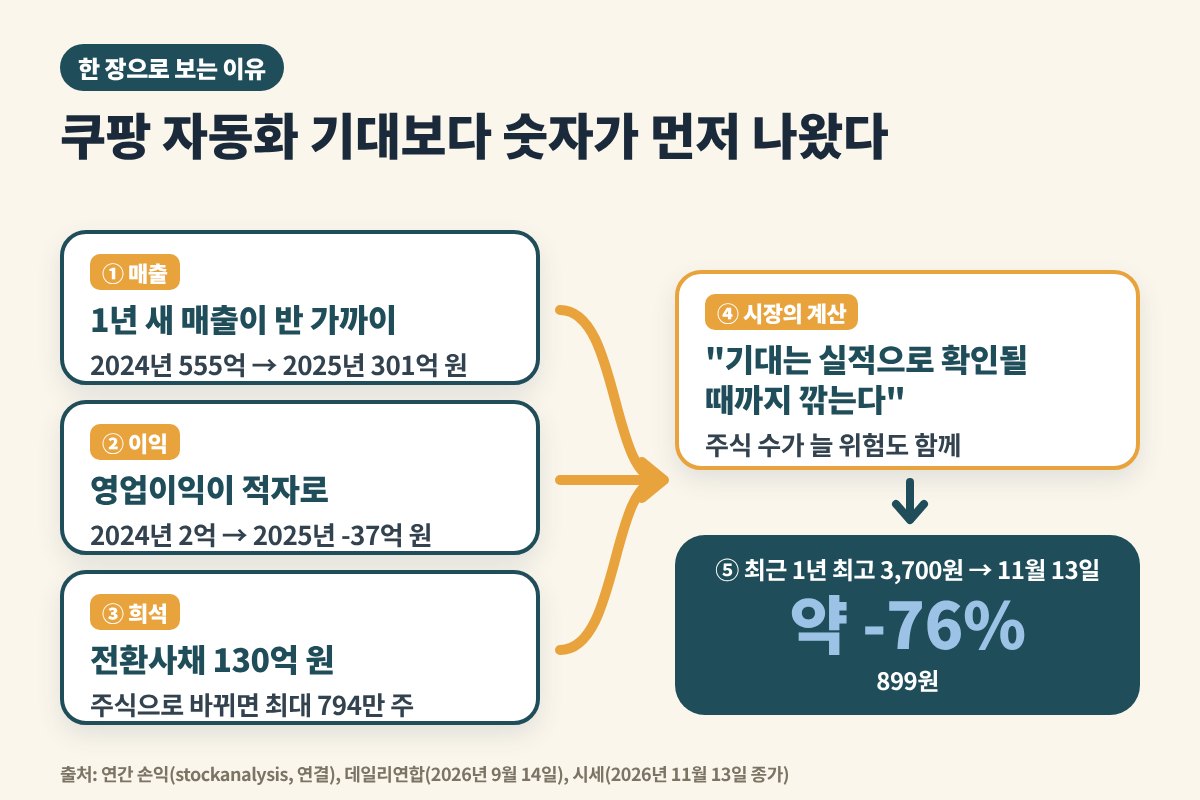 한 장으로 보는 이유
쿠팡 자동화 기대보다 숫자가 먼저 나왔다
① 매출
1년 새 매출이 반 가까이
2024년 555억 → 2025년 301억 원
② 이익
영업이익이 적자로
2024년 2억 → 2025년 -37억 원
③ 희석
전환사채 130억 원
주식으로 바뀌면 최대 794만 주
④ 시장의 계산
"기대는 실적으로 확인될
때까지 깎는다"
주식 수가 늘 위험도 함께
⑤ 최근 1년 최고 3,700원 → 11월 13일
약 -76%
899원
출처: 연간 손익(stockanalysis, 연결), 데일리연합(2026년 9월 14일), 시세(2026년 11월 13일 종가)